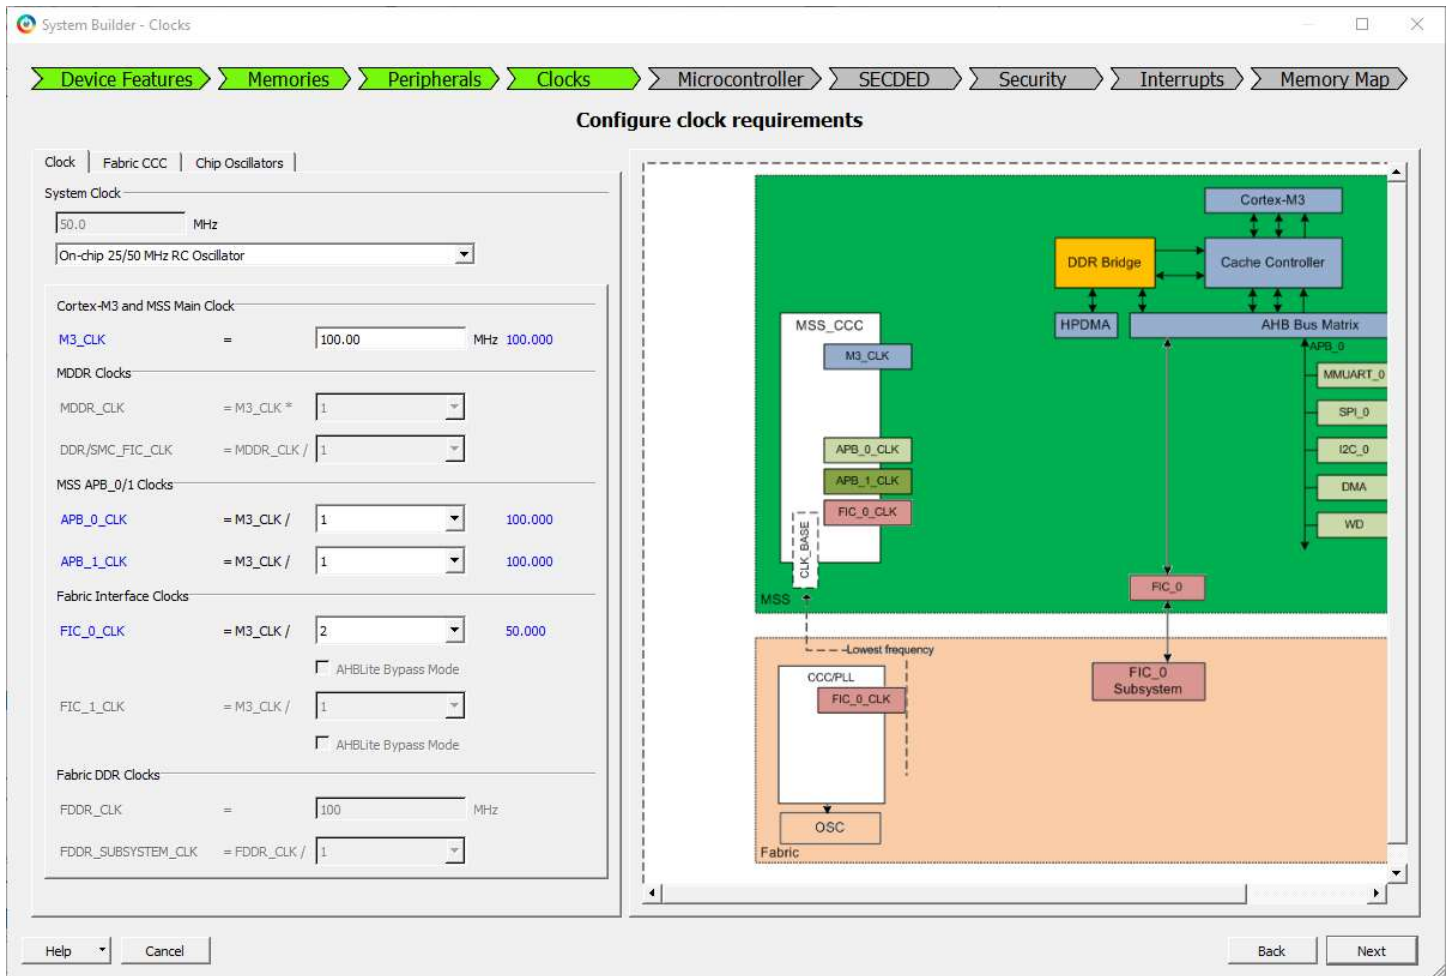 System Builder - Clocks
Device Features Memories Peripherals Clocks Microcontroller SECDED Security Interrupts Memory Map
Configure clock requirements
Clock Fabric CCC Chip Oscillators
System Clock
50.0 MHz
On-chip 25/50 MHz RC Oscillator
Cortex-M3 and MSS Main Clock
M3_CLK = 100.00 MHz 100.000
MDDR Clocks
MDDR_CLK = M3_CLK * 1
DDR/SMC_FIC_CLK = MDDR_CLK / 1
MSS APB_0/1 Clocks
APB_0_CLK = M3_CLK / 1 100.000
APB_1_CLK = M3_CLK / 1 100.000
Fabric Interface Clocks
FIC_0_CLK = M3_CLK / 2 50.000
AHBLite Bypass Mode
FIC_1_CLK = M3_CLK / 1
AHBLite Bypass Mode
Fabric DDR Clocks
FDDR_CLK = 100 MHz
FDDR_SUBSYSTEM_CLK = FDDR_CLK / 1
Cortex-M3
DDR Bridge
Cache Controller
MSS_CCC
HPDMA
AHB Bus Matrix
M3_CLK
APB_0
MMUART_0
SPI_0
APB_0_CLK
I2C_0
APB_1_CLK
DMA
FIC_0_CLK
WD
CLK_BASE
FIC_0
MSS
Lowest frequency
CCC/PLL
FIC_0_CLK
FIC_0
Subsystem
OSC
Fabric
Help Cancel Back Next